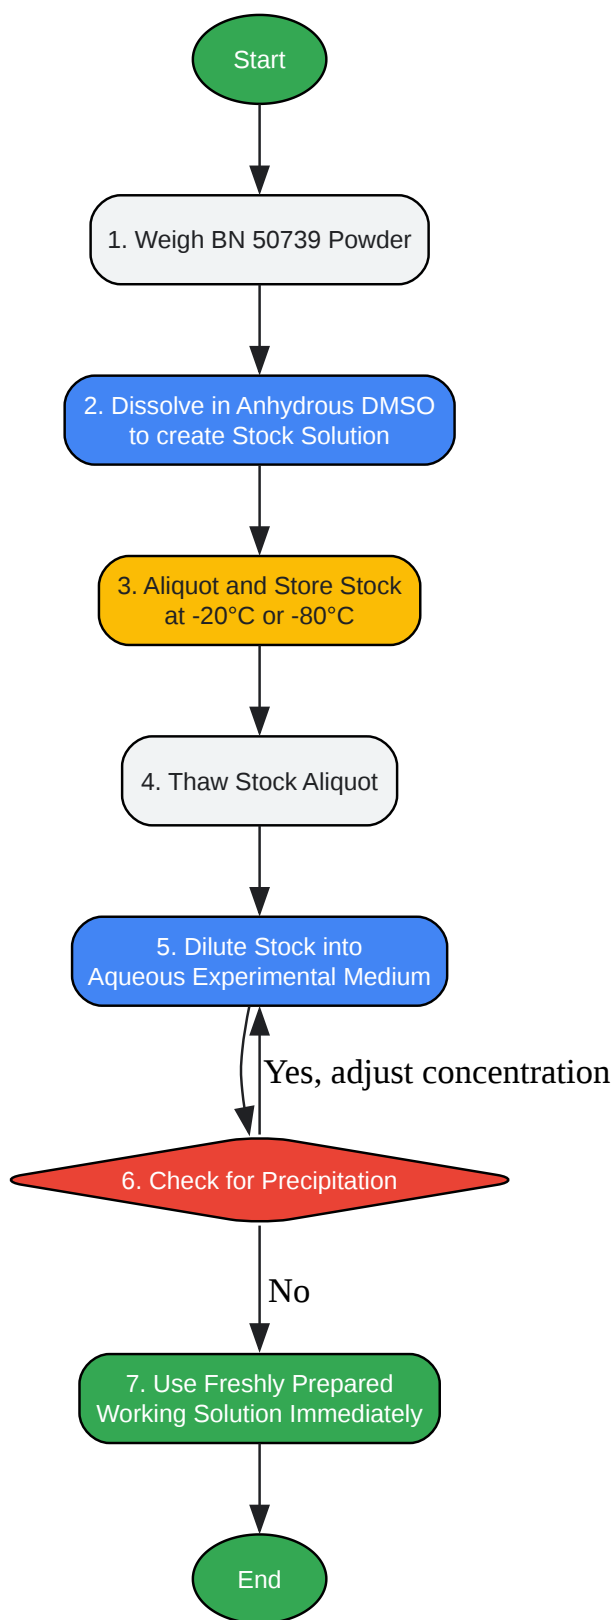 Start
1. Weigh BN 50739 Powder
2. Dissolve in Anhydrous DMSO
to create Stock Solution
3. Aliquot and Store Stock
at -20°C or -80°C
4. Thaw Stock Aliquot
5. Dilute Stock into
Aqueous Experimental Medium
Yes, adjust concentration
6. Check for Precipitation
No
7. Use Freshly Prepared
Working Solution Immediately
End